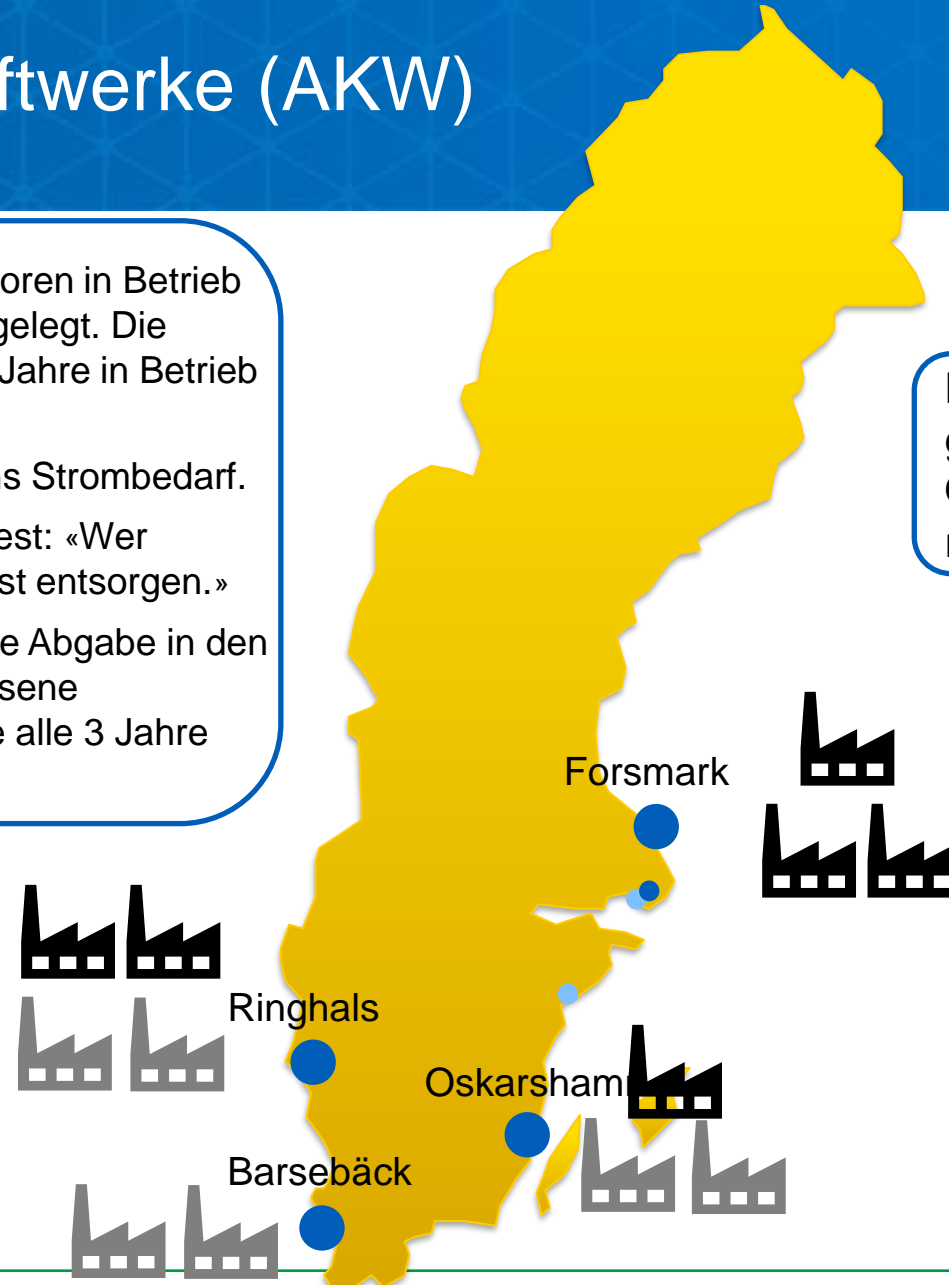 ftwerke (AKW)
oren in Betrieb
gelegt. Die
Jahre in Betrieb
ns Strombedarf.
est: «Wer
st entsorgen.»
e Abgabe in den
sene
e alle 3 Jahre
Forsmark
Ringhals
Oskarsham
Barsebäck